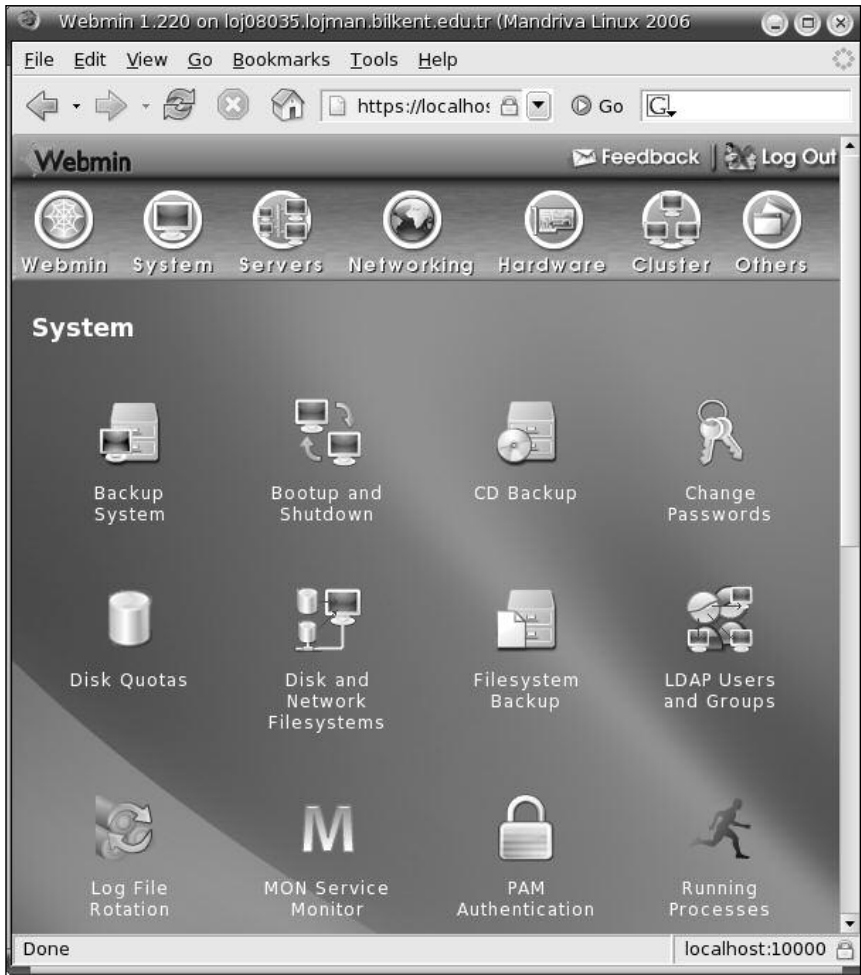 Webmin 1.220 on loj08035.lojman.bilkent.edu.tr (Mandriva Linux 2006
File Edit View Go Bookmarks Tools Help
https://localhos Go G
Webmin Feedback Log Out
Webmin System Servers Networking Hardware Cluster Others
System
Backup
System
Bootup and
Shutdown
CD Backup
Change
Passwords
Disk Quotas
Disk and
Network
Filesystems
Filesystem
Backup
LDAP Users
and Groups
Log File
Rotation
M
MON Service
Monitor
PAM
Authentication
Running
Processes
Done localhost:10000